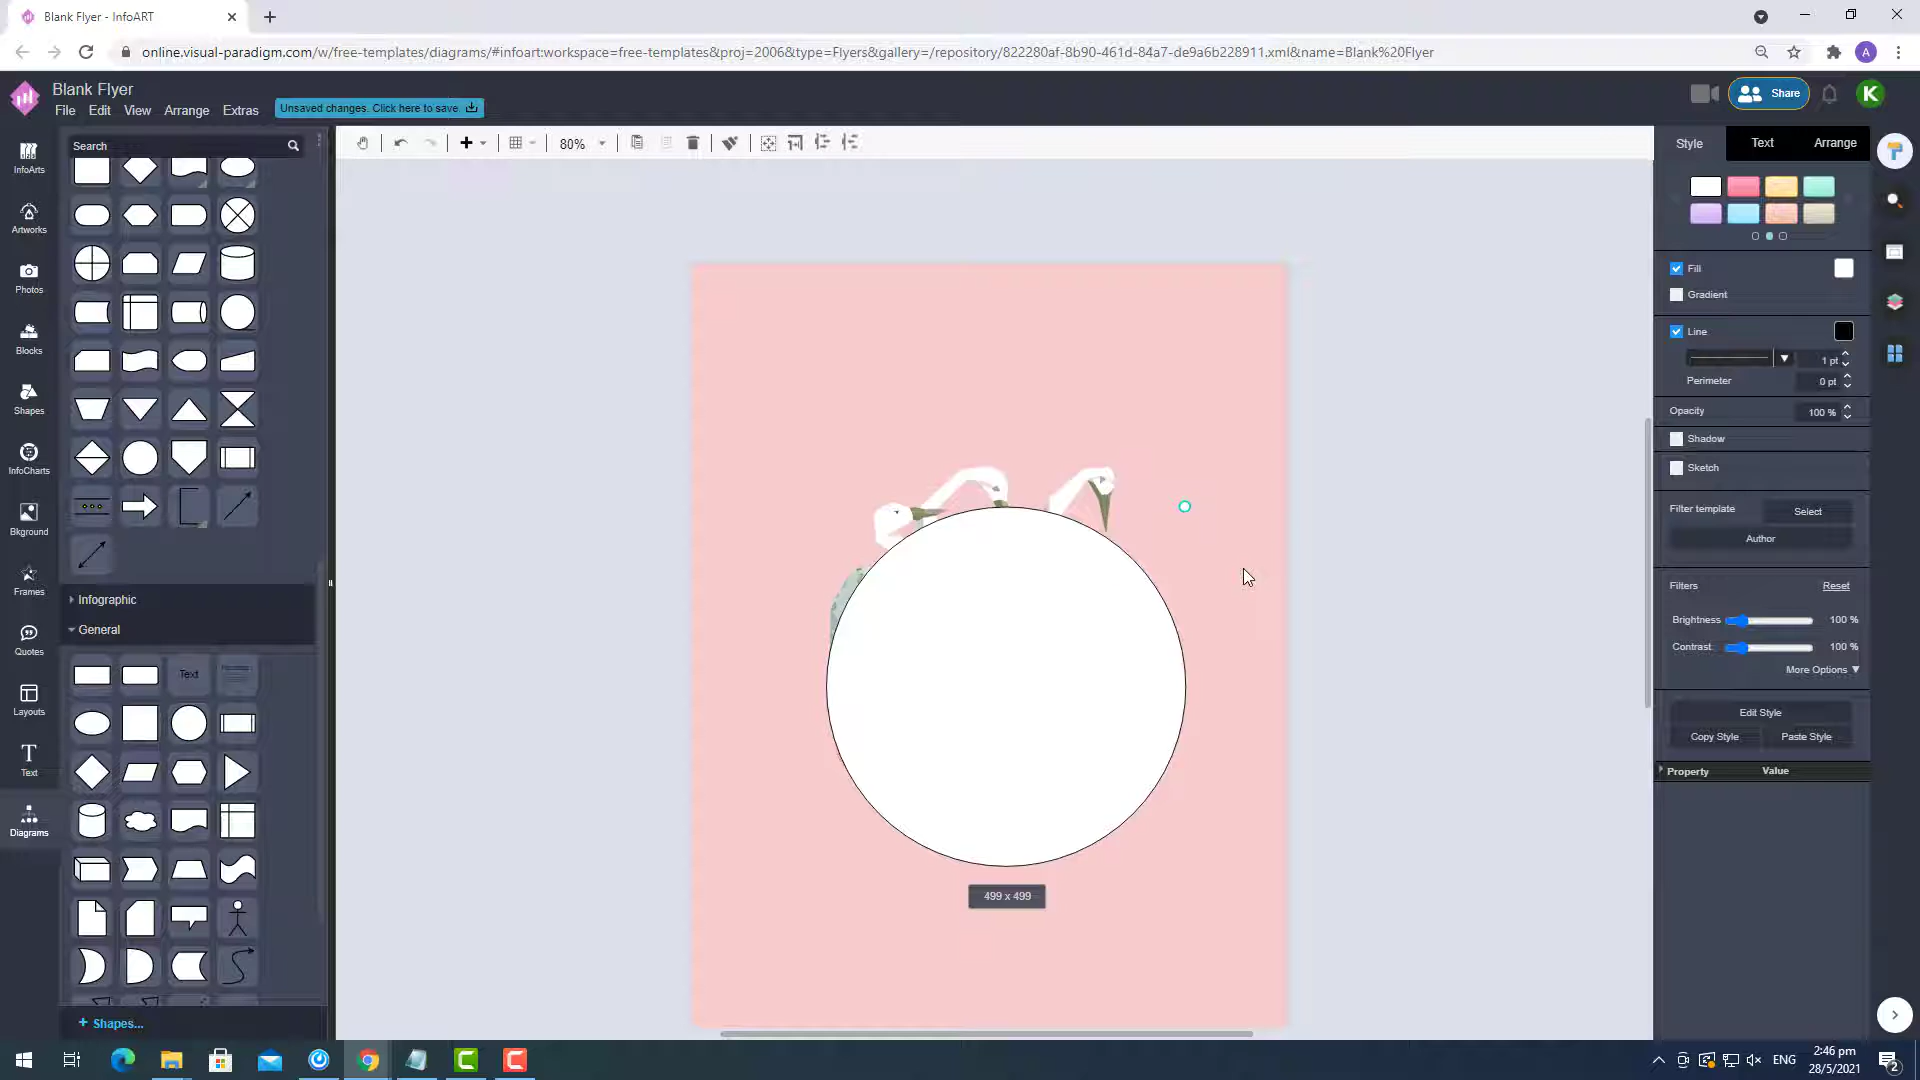 Blank Flyer - InfoART
online.visual-paradigm.com/w/free-templates/diagrams/#infoart:workspace=free-templates&proj=2006&type=Flyers&gallery=/repository/822280af-8b90-461d-84a7-de9a6b228911.xml&name=Blank%20Flyer
A
Blank Flyer
File Edit View Arrange Extras
Unsaved changes. Click here to save.
Share
K
Search
80%
Style Text Arrange
InfoArts
Artworks
Photos
Blocks
Shapes
InfoCharts
Bkground
Frames
Quotes
Layouts
Text
Diagrams
Infographic
General
Text
+ Shapes...
499 x 499
Fill
Gradient
Line
1 pt
Perimeter 0 pt
Opacity 100 %
Shadow
Sketch
Filter template Select
Author
Filters Reset
Brightness 100 %
Contrast 100 %
More Options
Edit Style
Copy Style Paste Style
Property Value
ENG
2:46 pm
28/5/2021
2